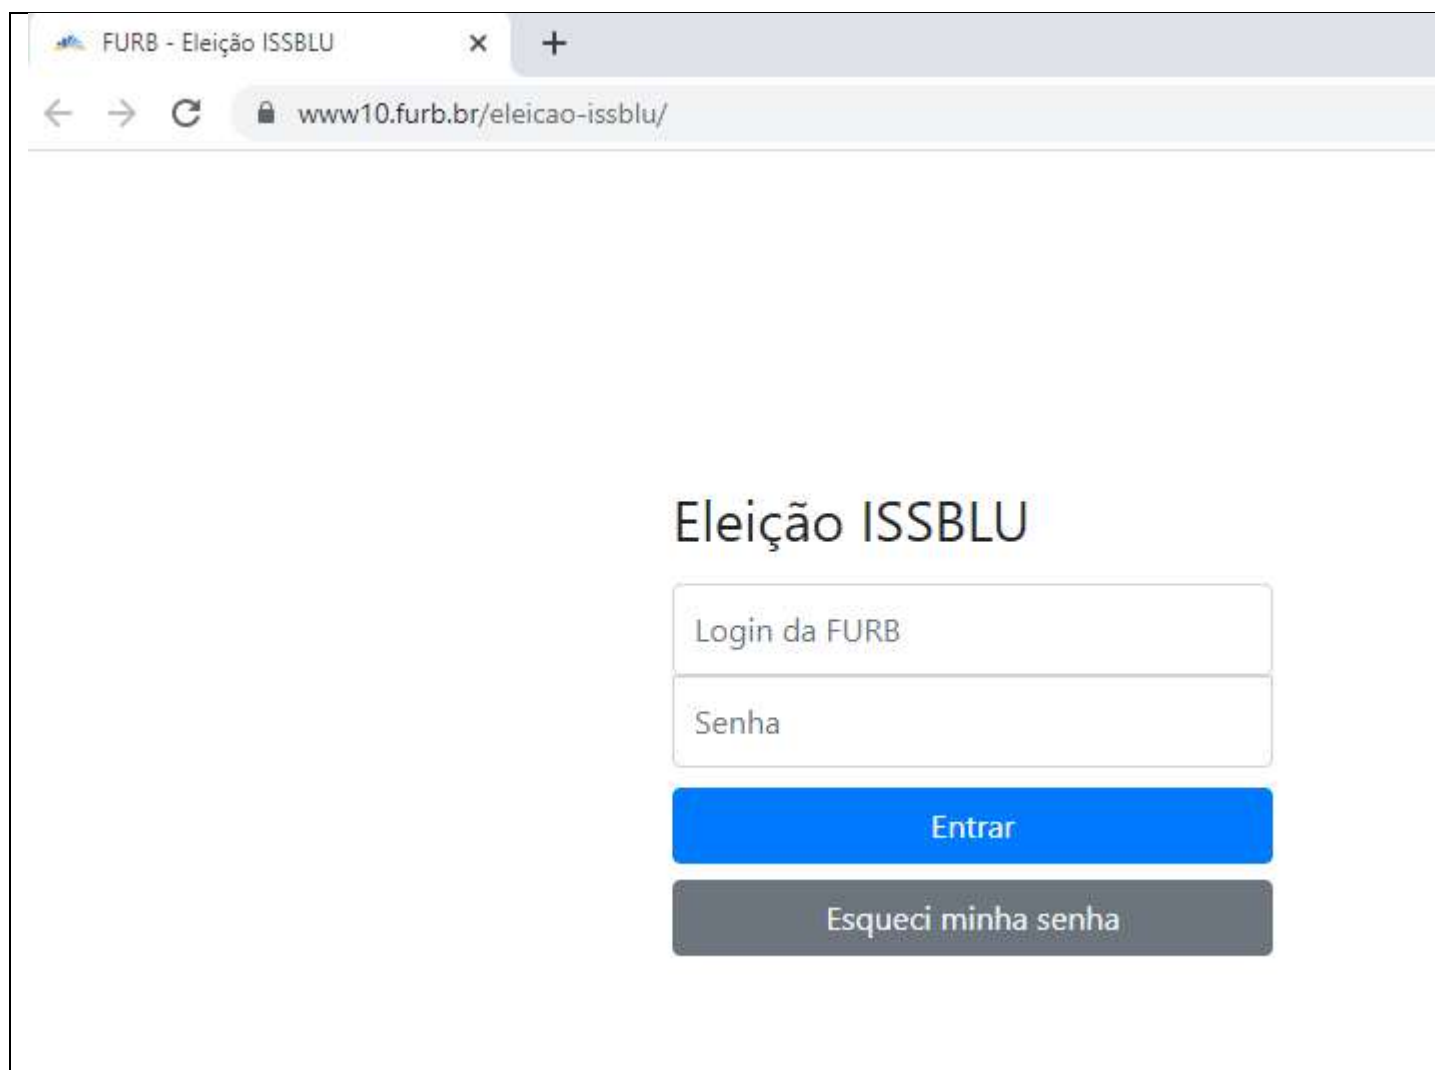 FURB - Eleição ISSBLU
www10.furb.br/eleicao-issblu/
Eleição ISSBLU
Login da FURB
Senha
Entrar
Esqueci minha senha